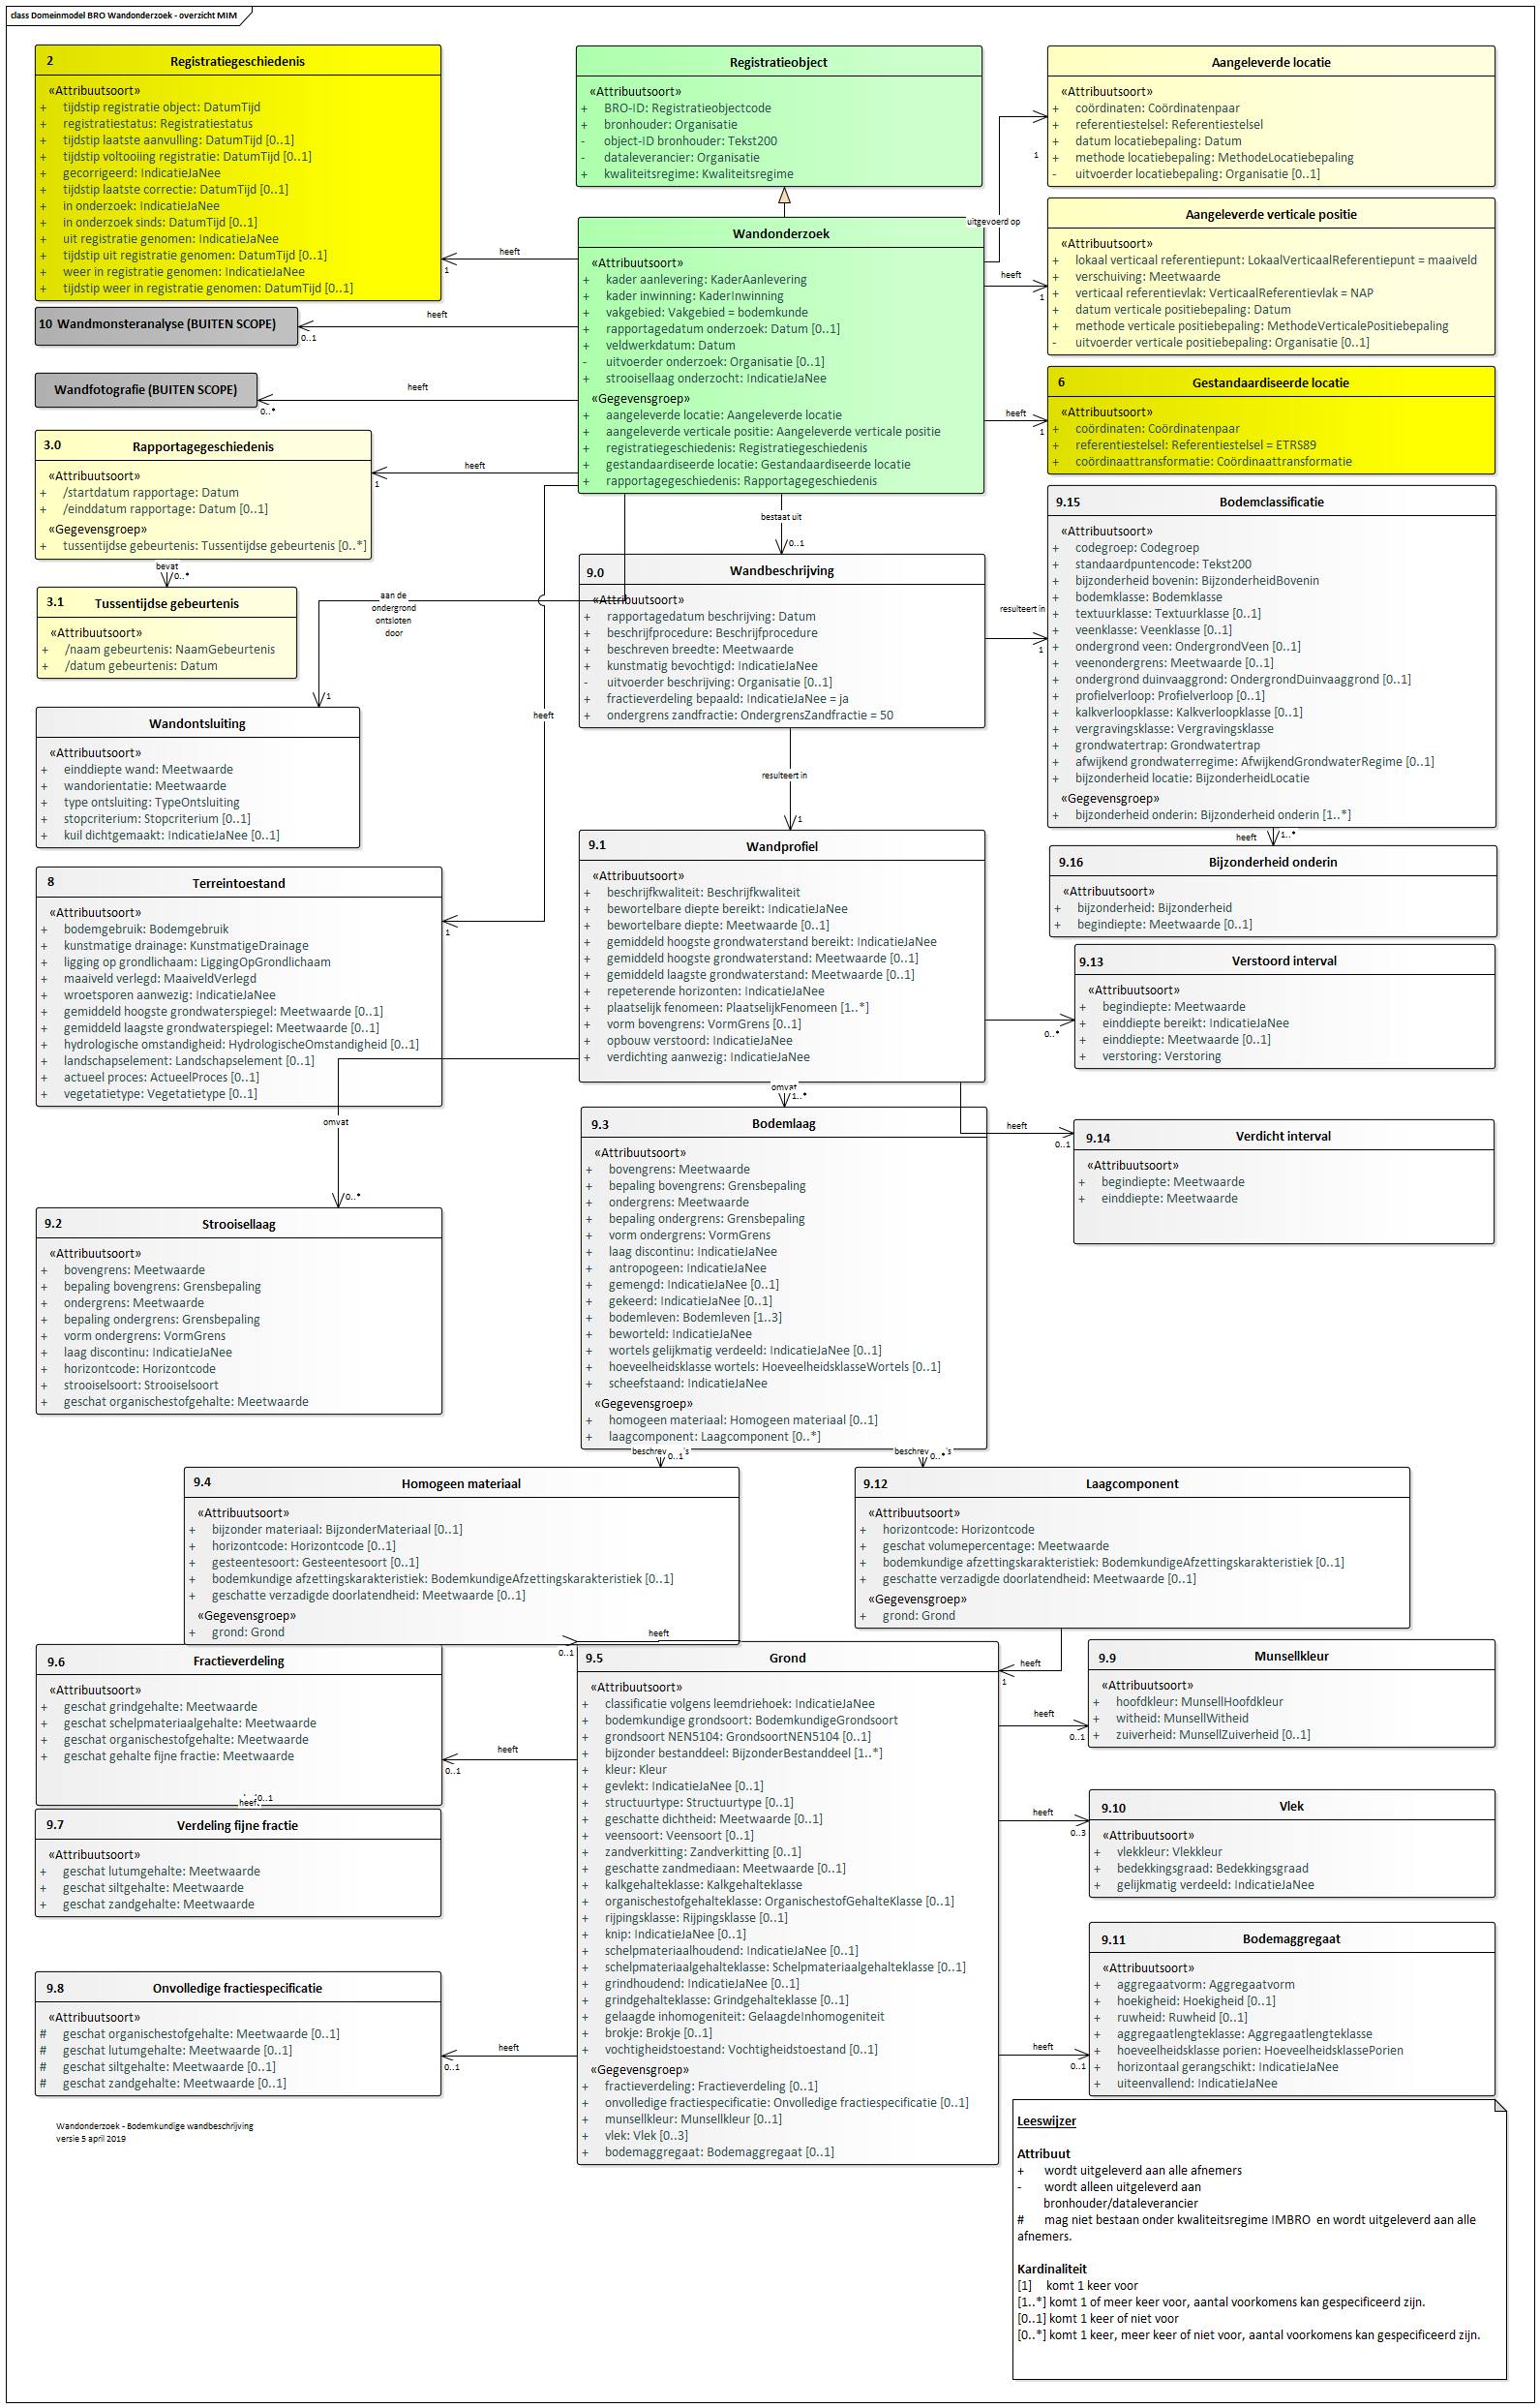 class Domeinmodel BRO Wandonderzoek - overzicht MIM
2 Registratiegeschiedenis
«Attribuutsoort»
+ tijdstip registratie object: DatumTijd
+ registratiestatus: Registratiestatus
+ tijdstip laatste aanvulling: DatumTijd [0..1]
+ tijdstip voltooiing registratie: DatumTijd [0..1]
+ gecorrigeerd: IndicatieJaNee
+ tijdstip laatste correctie: DatumTijd [0..1]
+ in onderzoek: IndicatieJaNee
+ in onderzoek sinds: DatumTijd [0..1]
+ uit registratie genomen: IndicatieJaNee
+ tijdstip uit registratie genomen: DatumTijd [0..1]
+ weer in registratie genomen: IndicatieJaNee
+ tijdstip weer in registratie genomen: DatumTijd [0..1]
Registratieobject
«Attribuutsoort»
+ BRO-ID: Registratieobjectcode
+ bronhouder: Organisatie
- object-ID bronhouder: Tekst200
- dataleverancier: Organisatie
+ kwaliteitsregime: Kwaliteitsregime
Aangeleverde locatie
«Attribuutsoort»
+ coördinaten: Coördinatenpaar
+ referentiestelsel: Referentiestelsel
+ datum locatiebepaling: Datum
+ methode locatiebepaling: MethodeLocatiebepaling
- uitvoerder locatiebepaling: Organisatie [0..1]
uitgevoerd op
1
Wandonderzoek
«Attribuutsoort»
+ kader aanlevering: KaderAanlevering
+ kader inwinning: KaderInwinning
+ vakgebied: Vakgebied = bodemkunde
+ rapportagedatum onderzoek: Datum [0..1]
+ veldwerkdatum: Datum
- uitvoerder onderzoek: Organisatie [0..1]
+ strooisellaag onderzocht: IndicatieJaNee
«Gegevensgroep»
+ aangeleverde locatie: Aangeleverde locatie
+ aangeleverde verticale positie: Aangeleverde verticale positie
+ registratiegeschiedenis: Registratiegeschiedenis
+ gestandaardiseerde locatie: Gestandaardiseerde locatie
+ rapportagegeschiedenis: Rapportagegeschiedenis
heeft
1
heeft
0..1
heeft
0..*
heeft
1
heeft
1
heeft
1
Aangeleverde verticale positie
«Attribuutsoort»
+ lokaal verticaal referentiepunt: LokaalVerticaalReferentiepunt = maaiveld
+ verschuiving: Meetwaarde
+ verticaal referentievlak: VerticaalReferentievlak = NAP
+ datum verticale positiebepaling: Datum
+ methode verticale positiebepaling: MethodeVerticalePositiebepaling
- uitvoerder verticale positiebepaling: Organisatie [0..1]
10 Wandmonsteranalyse (BUITEN SCOPE)
Wandfotografie (BUITEN SCOPE)
6 Gestandaardiseerde locatie
«Attribuutsoort»
+ coördinaten: Coördinatenpaar
+ referentiestelsel: Referentiestelsel = ETRS89
+ coördinaattransformatie: Coördinaattransformatie
3.0 Rapportagegeschiedenis
«Attribuutsoort»
+ /startdatum rapportage: Datum
+ /einddatum rapportage: Datum [0..1]
«Gegevensgroep»
+ tussentijdse gebeurtenis: Tussentijdse gebeurtenis [0..*]
bevat
0..*
3.1 Tussentijdse gebeurtenis
«Attribuutsoort»
+ /naam gebeurtenis: NaamGebeurtenis
+ /datum gebeurtenis: Datum
aan de
ondergrond
ontsloten
door
1
bestaat uit
0..1
heeft
1
9.0 Wandbeschrijving
«Attribuutsoort»
+ rapportagedatum beschrijving: Datum
+ beschrijfprocedure: Beschrijfprocedure
+ beschreven breedte: Meetwaarde
+ kunstmatig bevochtigd: IndicatieJaNee
- uitvoerder beschrijving: Organisatie [0..1]
+ fractieverdeling bepaald: IndicatieJaNee = ja
+ ondergrens zandfractie: OndergrensZandfractie = 50
resulteert in
1
resulteert in
1
9.15 Bodemclassificatie
«Attribuutsoort»
+ codegroep: Codegroep
+ standaardpuntencode: Tekst200
+ bijzonderheid bovenin: BijzonderheidBovenin
+ bodemklasse: Bodemklasse
+ textuurklasse: Textuurklasse [0..1]
+ veenklasse: Veenklasse [0..1]
+ ondergrond veen: OndergrondVeen [0..1]
+ veenondergrens: Meetwaarde [0..1]
+ ondergrond duinvaaggrond: OndergrondDuinvaaggrond [0..1]
+ profielverloop: Profielverloop [0..1]
+ kalkverloopklasse: Kalkverloopklasse [0..1]
+ vergravingsklasse: Vergravingsklasse
+ grondwatertrap: Grondwatertrap
+ afwijkend grondwaterregime: AfwijkendGrondwaterRegime [0..1]
+ bijzonderheid locatie: BijzonderheidLocatie
«Gegevensgroep»
+ bijzonderheid onderin: Bijzonderheid onderin [1..*]
heeft
1..*
9.16 Bijzonderheid onderin
«Attribuutsoort»
+ bijzonderheid: Bijzonderheid
+ begindiepte: Meetwaarde [0..1]
Wandontsluiting
«Attribuutsoort»
+ einddiepte wand: Meetwaarde
+ wandorientatie: Meetwaarde
+ type ontsluiting: TypeOntsluiting
+ stopcriterium: Stopcriterium [0..1]
+ kuil dichtgemaakt: IndicatieJaNee [0..1]
8 Terreintoestand
«Attribuutsoort»
+ bodemgebruik: Bodemgebruik
+ kunstmatige drainage: KunstmatigeDrainage
+ ligging op grondlichaam: LiggingOpGrondlichaam
+ maaiveld verlegd: MaaiveldVerlegd
+ wroetsporen aanwezig: IndicatieJaNee
+ gemiddeld hoogste grondwaterspiegel: Meetwaarde [0..1]
+ gemiddeld laagste grondwaterspiegel: Meetwaarde [0..1]
+ hydrologische omstandigheid: HydrologischeOmstandigheid [0..1]
+ landschapselement: Landschapselement [0..1]
+ actueel proces: ActueelProces [0..1]
+ vegetatietype: Vegetatietype [0..1]
9.1 Wandprofiel
«Attribuutsoort»
+ beschrijfkwaliteit: Beschrijfkwaliteit
+ bewortelbare diepte bereikt: IndicatieJaNee
+ bewortelbare diepte: Meetwaarde [0..1]
+ gemiddeld hoogste grondwaterstand bereikt: IndicatieJaNee
+ gemiddeld hoogste grondwaterstand: Meetwaarde [0..1]
+ gemiddeld laagste grondwaterstand: Meetwaarde [0..1]
+ repeterende horizonten: IndicatieJaNee
+ plaatselijk fenomeen: PlaatselijkFenomeen [1..*]
+ vorm bovengrens: VormGrens [0..1]
+ opbouw verstoord: IndicatieJaNee
+ verdichting aanwezig: IndicatieJaNee
0..*
9.13 Verstoord interval
«Attribuutsoort»
+ begindiepte: Meetwaarde
+ einddiepte bereikt: IndicatieJaNee
+ einddiepte: Meetwaarde [0..1]
+ verstoring: Verstoring
omvat
0..*
omvat
1..*
heeft
0..1
9.14 Verdicht interval
«Attribuutsoort»
+ begindiepte: Meetwaarde
+ einddiepte: Meetwaarde
9.2 Strooisellaag
«Attribuutsoort»
+ bovengrens: Meetwaarde
+ bepaling bovengrens: Grensbepaling
+ ondergrens: Meetwaarde
+ bepaling ondergrens: Grensbepaling
+ vorm ondergrens: VormGrens
+ laag discontinu: IndicatieJaNee
+ horizontcode: Horizontcode
+ strooiselsoort: Strooiselsoort
+ geschat organischestofgehalte: Meetwaarde
9.3 Bodemlaag
«Attribuutsoort»
+ bovengrens: Meetwaarde
+ bepaling bovengrens: Grensbepaling
+ ondergrens: Meetwaarde
+ bepaling ondergrens: Grensbepaling
+ vorm ondergrens: VormGrens
+ laag discontinu: IndicatieJaNee
+ antropogeen: IndicatieJaNee
+ gemengd: IndicatieJaNee [0..1]
+ gekeerd: IndicatieJaNee [0..1]
+ bodemleven: Bodemleven [1..3]
+ beworteld: IndicatieJaNee
+ wortels gelijkmatig verdeeld: IndicatieJaNee [0..1]
+ hoeveelheidsklasse wortels: HoeveelheidsklasseWortels [0..1]
+ scheefstaand: IndicatieJaNee
«Gegevensgroep»
+ homogeen materiaal: Homogeen materiaal [0..1]
+ laagcomponent: Laagcomponent [0..*]
0..1
0..*
9.4 Homogeen materiaal
«Attribuutsoort»
+ bijzonder materiaal: BijzonderMateriaal [0..1]
+ horizontcode: Horizontcode [0..1]
+ gesteentesoort: Gesteentesoort [0..1]
+ bodemkundige afzettingskarakteristiek: BodemkundigeAfzettingskarakteristiek [0..1]
+ geschatte verzadigde doorlatendheid: Meetwaarde [0..1]
«Gegevensgroep»
+ grond: Grond
9.12 Laagcomponent
«Attribuutsoort»
+ horizontcode: Horizontcode
+ geschat volumepercentage: Meetwaarde
+ bodemkundige afzettingskarakteristiek: BodemkundigeAfzettingskarakteristiek [0..1]
+ geschatte verzadigde doorlatendheid: Meetwaarde [0..1]
«Gegevensgroep»
+ grond: Grond
heeft
0..1
heeft
1
9.6 Fractieverdeling
«Attribuutsoort»
+ geschat grindgehalte: Meetwaarde
+ geschat schelpmateriaalgehalte: Meetwaarde
+ geschat organischestofgehalte: Meetwaarde
+ geschat gehalte fijne fractie: Meetwaarde
heeft
0..1
9.7 Verdeling fijne fractie
«Attribuutsoort»
+ geschat lutumgehalte: Meetwaarde
+ geschat siltgehalte: Meetwaarde
+ geschat zandgehalte: Meetwaarde
9.8 Onvolledige fractiespecificatie
«Attribuutsoort»
# geschat organischestofgehalte: Meetwaarde [0..1]
# geschat lutumgehalte: Meetwaarde [0..1]
# geschat siltgehalte: Meetwaarde [0..1]
# geschat zandgehalte: Meetwaarde [0..1]
9.5 Grond
«Attribuutsoort»
+ classificatie volgens leemdriehoek: IndicatieJaNee
+ bodemkundige grondsoort: BodemkundigeGrondsoort
+ grondsoort NEN5104: GrondsoortNEN5104 [0..1]
+ bijzonder bestanddeel: BijzonderBestanddeel [1..*]
+ kleur: Kleur
+ gevlekt: IndicatieJaNee [0..1]
+ structuurtype: Structuurtype [0..1]
+ geschatte dichtheid: Meetwaarde [0..1]
+ veensoort: Veensoort [0..1]
+ zandverkitting: Zandverkitting [0..1]
+ geschatte zandmediaan: Meetwaarde [0..1]
+ kalkgehalteklasse: Kalkgehalteklasse
+ organischestofgehalteklasse: OrganischestofGehalteKlasse [0..1]
+ rijpingsklasse: Rijpingsklasse [0..1]
+ knip: IndicatieJaNee [0..1]
+ schelpmateriaalhoudend: IndicatieJaNee [0..1]
+ schelpmateriaalgehalteklasse: Schelpmateriaalgehalteklasse [0..1]
+ grindhoudend: IndicatieJaNee [0..1]
+ grindgehalteklasse: Grindgehalteklasse [0..1]
+ gelaagde inhomogeniteit: GelaagdeInhomogeniteit
+ brokje: Brokje [0..1]
+ vochtigheidstoestand: Vochtigheidstoestand [0..1]
«Gegevensgroep»
+ fractieverdeling: Fractieverdeling [0..1]
+ onvolledige fractiespecificatie: Onvolledige fractiespecificatie [0..1]
+ munsellkleur: Munsellkleur [0..1]
+ vlek: Vlek [0..3]
+ bodemaggregaat: Bodemaggregaat [0..1]
heeft
0..1
heeft
0..1
heeft
0..1
heeft
0..3
heeft
0..1
9.9 Munsellkleur
«Attribuutsoort»
+ hoofdkleur: MunsellHoofdkleur
+ witheid: MunsellWitheid
+ zuiverheid: MunsellZuiverheid [0..1]
9.10 Vlek
«Attribuutsoort»
+ vlekkleur: Vlekkleur
+ bedekkingsgraad: Bedekkingsgraad
+ gelijkmatig verdeeld: IndicatieJaNee
9.11 Bodemaggregaat
«Attribuutsoort»
+ aggregaatvorm: Aggregaatvorm
+ hoekigheid: Hoekigheid [0..1]
+ ruwheid: Ruwheid [0..1]
+ aggregaatlengteklasse: Aggregaatlengteklasse
+ hoeveelheidsklasse porien: HoeveelheidsklassePorien
+ horizontaal gerangschikt: IndicatieJaNee
+ uiteenvallend: IndicatieJaNee
Wandonderzoek - Bodemkundige wandbeschrijving
versie 5 april 2019
Leeswijzer
Attribuut
+ wordt uitgeleverd aan alle afnemers
- wordt alleen uitgeleverd aan
bronhouder/dataleverancier
# mag niet bestaan onder kwaliteitsregime IMBRO en wordt uitgeleverd aan alle
afnemers.
Kardinaliteit
[1] komt 1 keer voor
[1..*] komt 1 of meer keer voor, aantal voorkomens kan gespecificeerd zijn.
[0..1] komt 1 keer of niet voor
[0..*] komt 1 keer, meer keer of niet voor, aantal voorkomens kan gespecificeerd zijn.